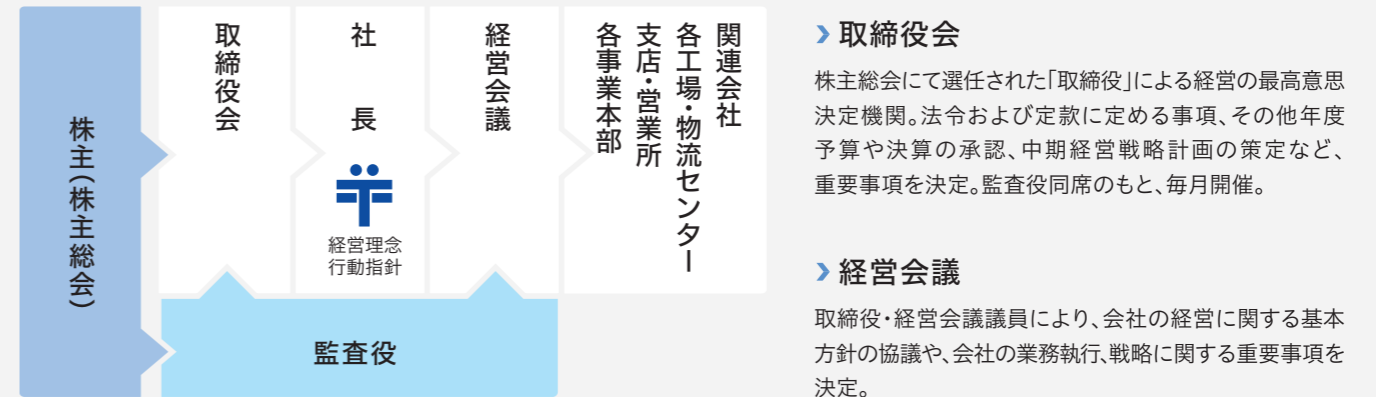 株主(株主総会)
取締役会
社長
経営理念
行動指針
経営会議
関連会社
各工場・物流センター
支店・営業所
各事業本部
監査役
取締役会
株主総会にて選任された「取締役」による経営の最高意思
決定機関。法令および定款に定める事項、その他年度
予算や決算の承認、中期経営戦略計画の策定など、
重要事項を決定。監査役同席のもと、毎月開催。
経営会議
取締役・経営会議議員により、会社の経営に関する基本
方針の協議や、会社の業務執行、戦略に関する重要事項を
決定。